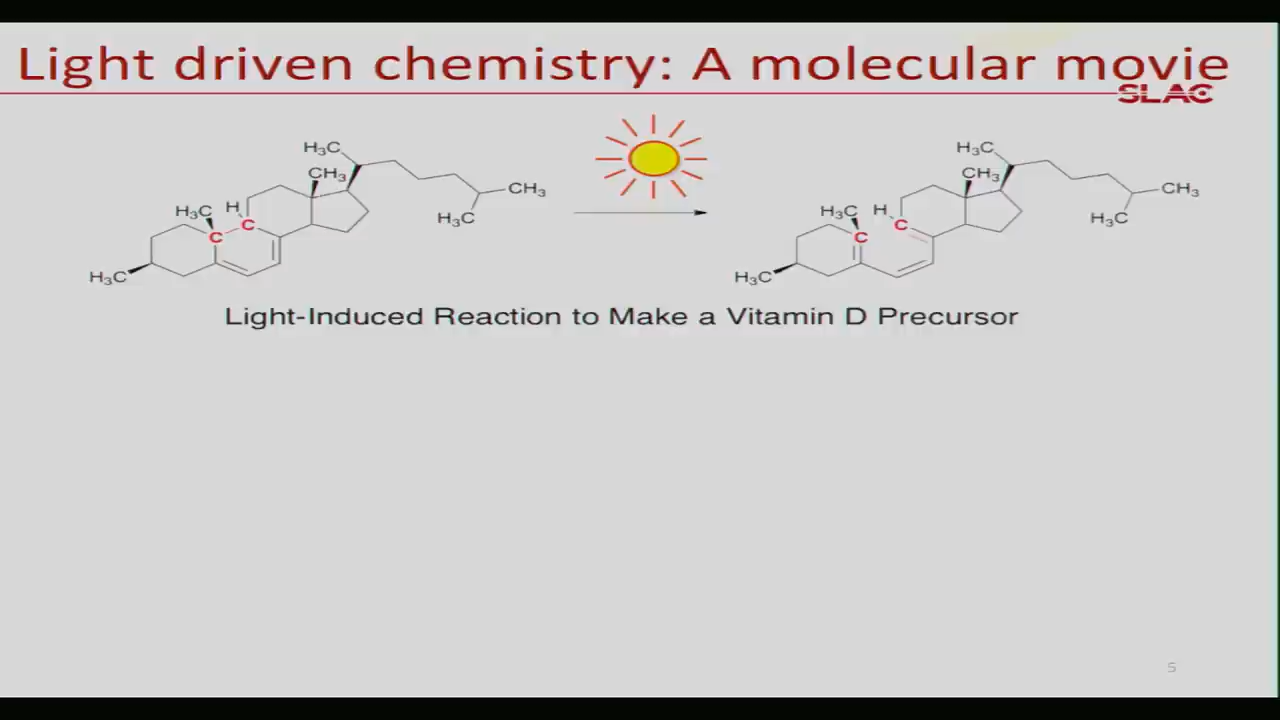 Light driven chemistry: A molecular movie
SLAC
H₃C
CH₃
CH₃
H₃C
H₃C
H
C
C
H₃C
H₃C
CH₃
CH₃
H₃C
H₃C
H
C
C
H₃C
Light-Induced Reaction to Make a Vitamin D Precursor
5